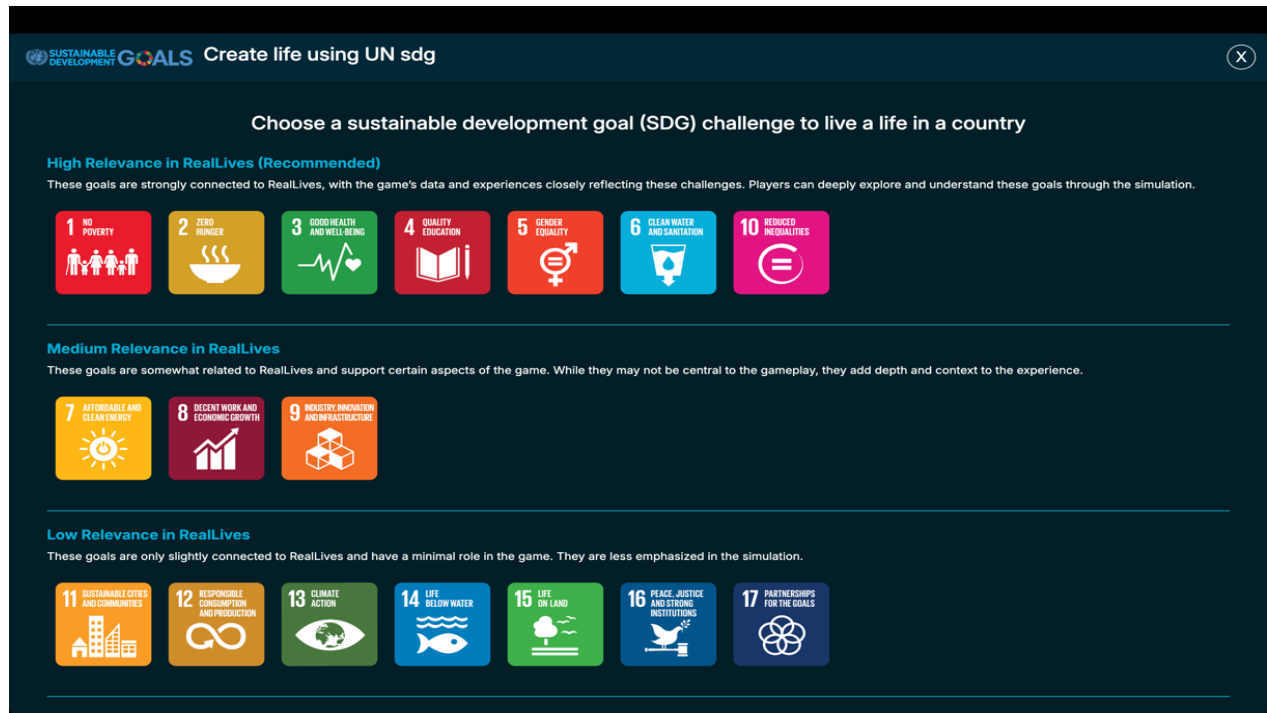 SUSTAINABLE DEVELOPMENT GOALS Create life using UN sdg X
Choose a sustainable development goal (SDG) challenge to live a life in a country
High Relevance in RealLives (Recommended)
These goals are strongly connected to RealLives, with the game's data and experiences closely reflecting these challenges. Players can deeply explore and understand these goals through the simulation.
1 NO POVERTY
2 ZERO HUNGER
3 GOOD HEALTH AND WELL-BEING
4 QUALITY EDUCATION
5 GENDER EQUALITY
6 CLEAN WATER AND SANITATION
10 REDUCED INEQUALITIES
Medium Relevance in RealLives
These goals are somewhat related to RealLives and support certain aspects of the game. While they may not be central to the gameplay, they add depth and context to the experience.
7 AFFORDABLE AND CLEAN ENERGY
8 DECENT WORK AND ECONOMIC GROWTH
9 INDUSTRY, INNOVATION AND INFRASTRUCTURE
Low Relevance in RealLives
These goals are only slightly connected to RealLives and have a minimal role in the game. They are less emphasized in the simulation.
11 SUSTAINABLE CITIES AND COMMUNITIES
12 RESPONSIBLE CONSUMPTION AND PRODUCTION
13 CLIMATE ACTION
14 LIFE BELOW WATER
15 LIFE ON LAND
16 PEACE, JUSTICE AND STRONG INSTITUTIONS
17 PARTNERSHIPS FOR THE GOALS